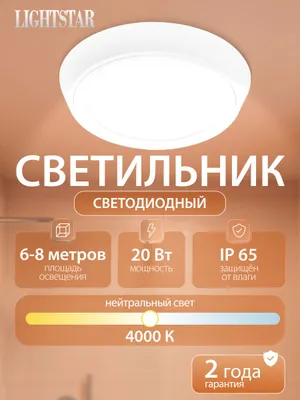 LIGHTSTAR
СВЕТИЛЬНИК
СВЕТОДИОДНЫЙ
6-8 метров
площадь
освещения
20 Вт
мощность
IP 65
защищён
от влаги
нейтральный свет
4000 К
2 года
гарантия